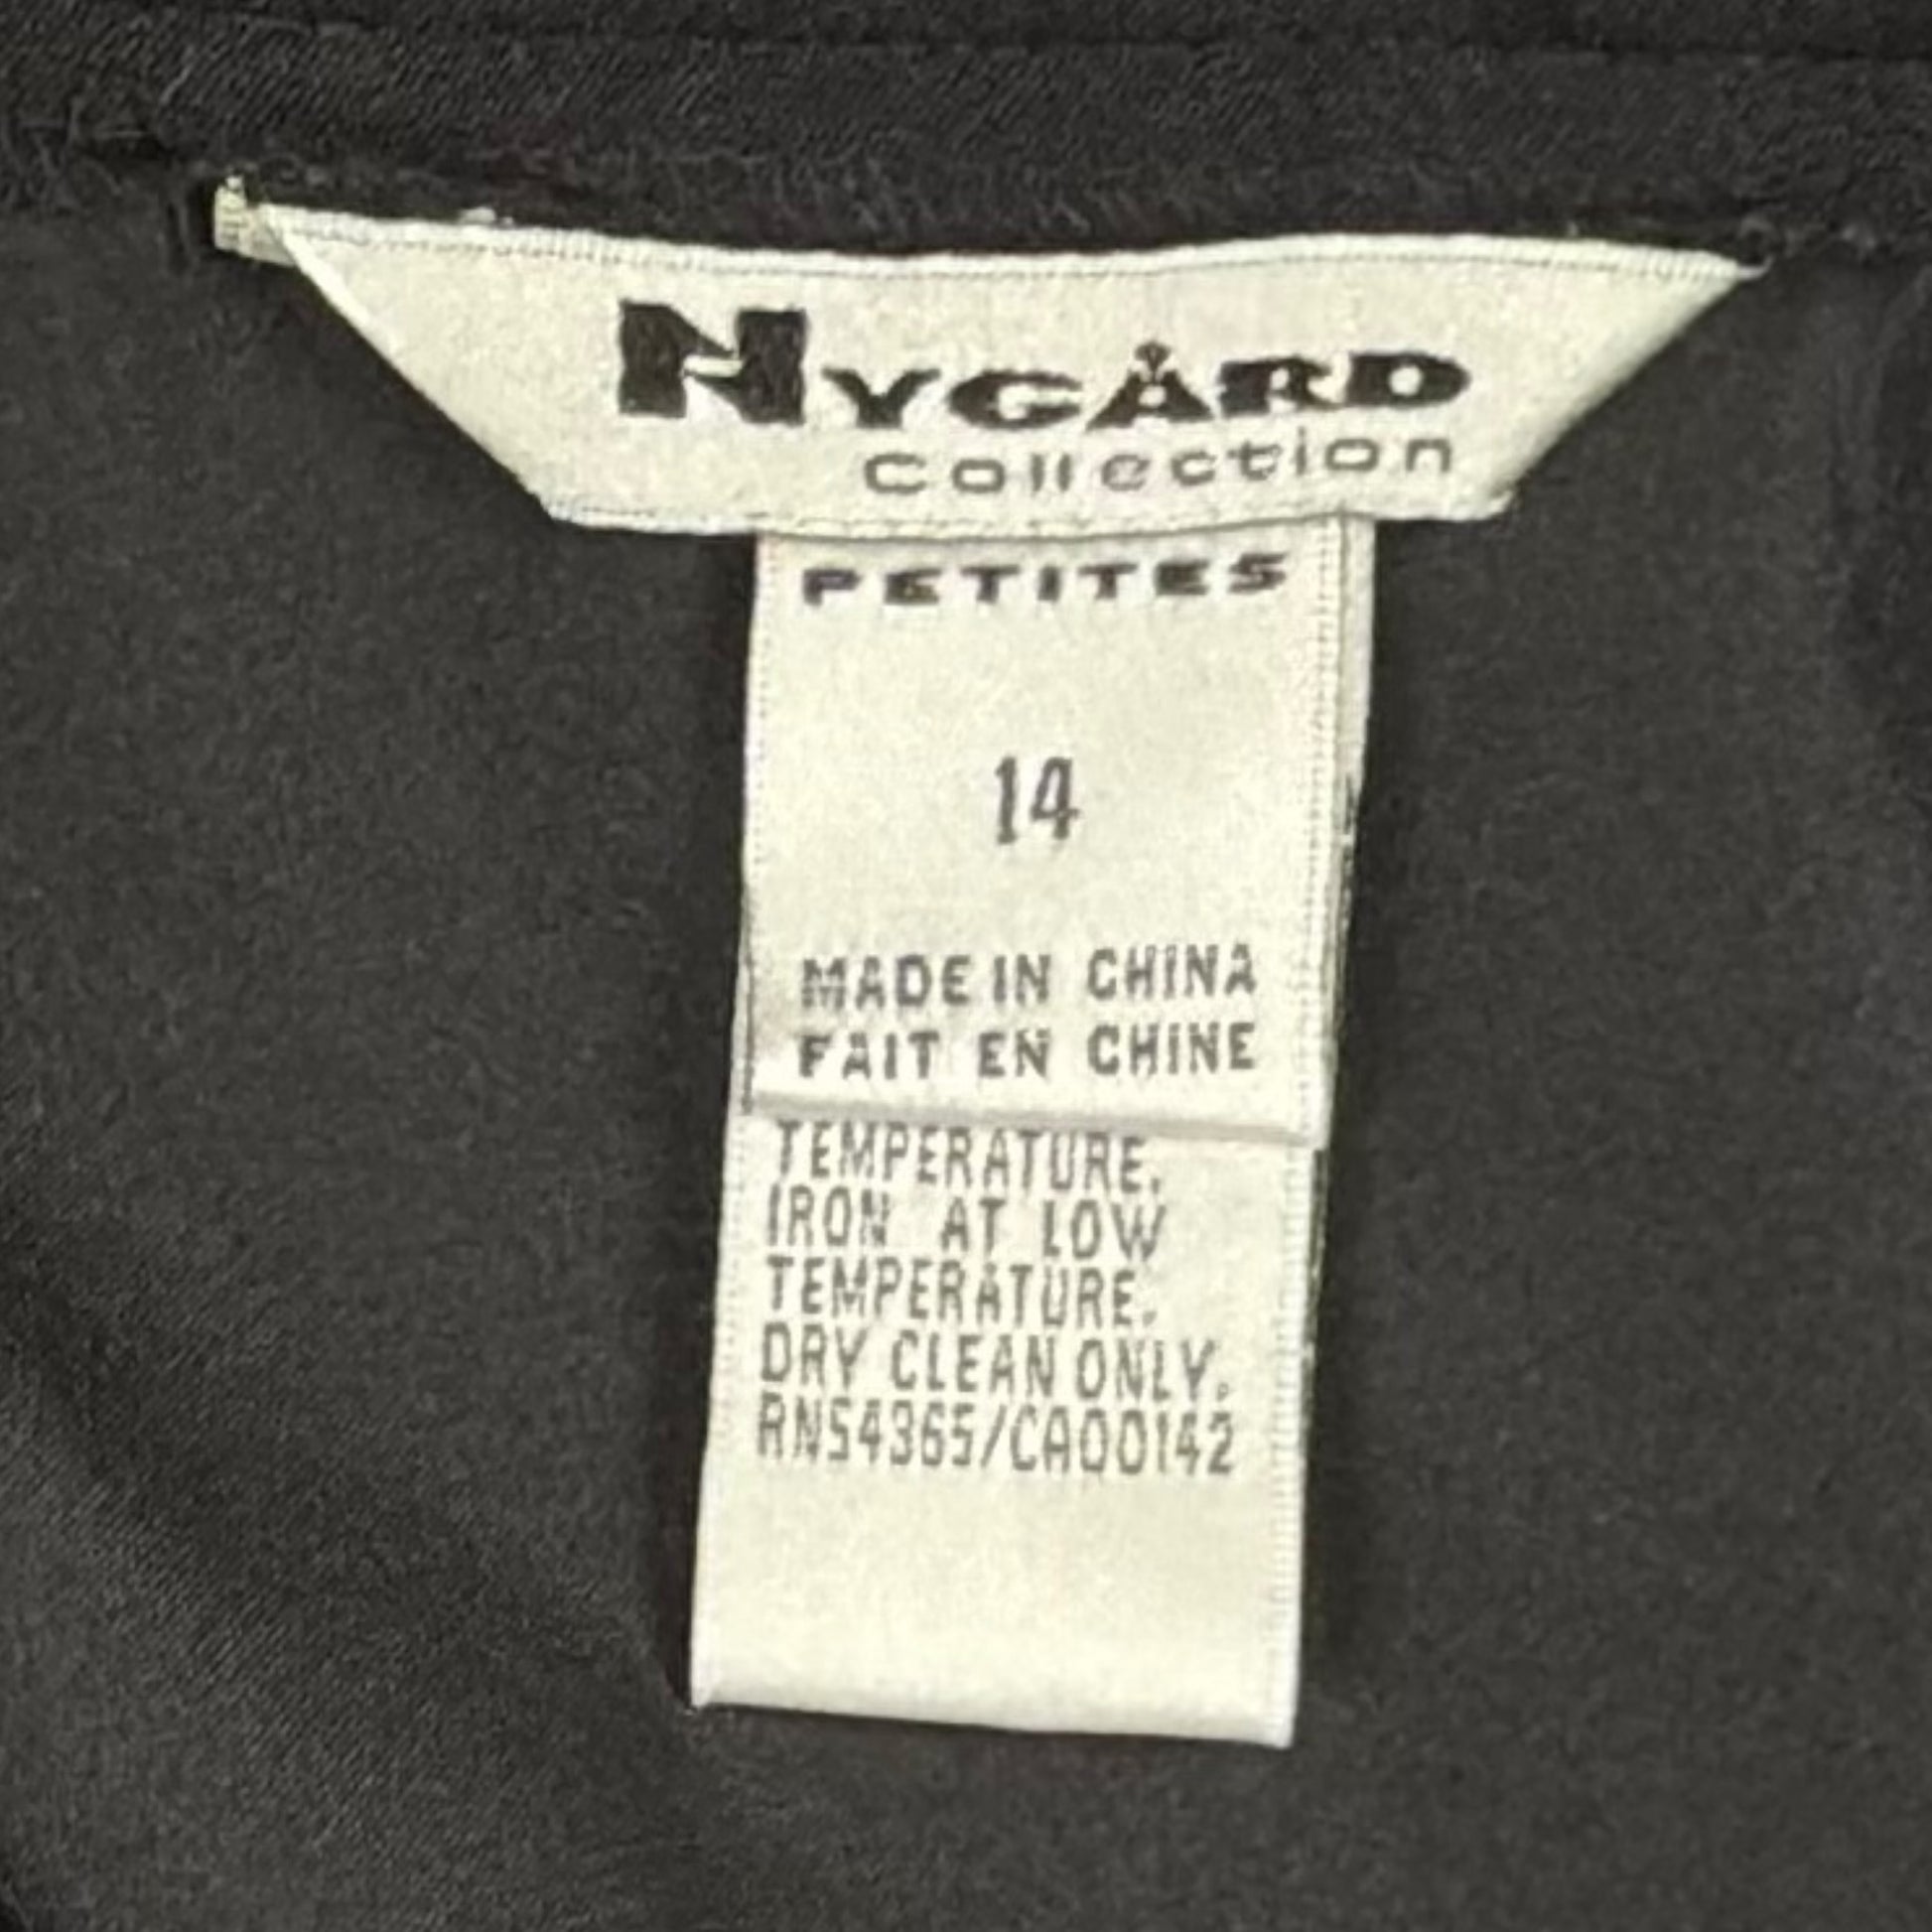 NYGÅRD
Collection
PETITES
14
MADE IN CHINA
FAIT EN CHINE
TEMPERATURE.
IRON AT LOW
TEMPERATURE.
DRY CLEAN ONLY.
RN54365/CA00142